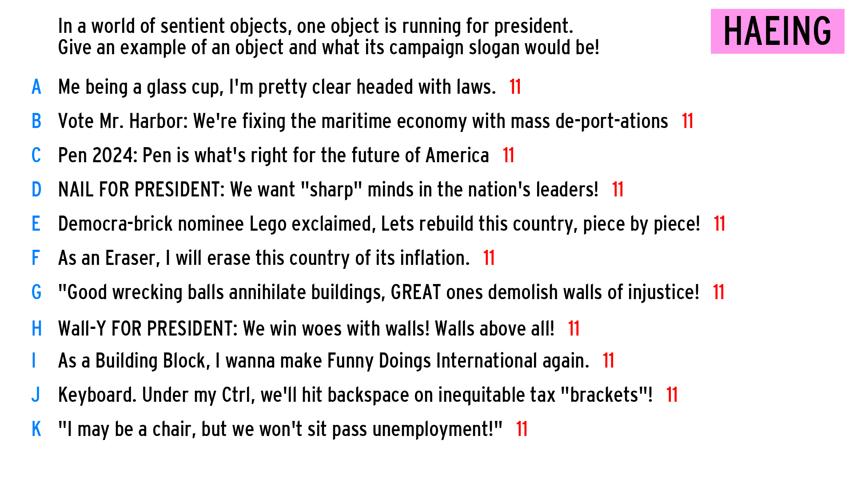 In a world of sentient objects, one object is running for president.
Give an example of an object and what its campaign slogan would be!
HAEING
A Me being a glass cup, I'm pretty clear headed with laws. 11
B Vote Mr. Harbor: We're fixing the maritime economy with mass de-port-ations 11
C Pen 2024: Pen is what's right for the future of America 11
D NAIL FOR PRESIDENT: We want "sharp" minds in the nation's leaders! 11
E Democra-brick nominee Lego exclaimed, Lets rebuild this country, piece by piece! 11
F As an Eraser, I will erase this country of its inflation. 11
G "Good wrecking balls annihilate buildings, GREAT ones demolish walls of injustice! 11
H Wall-Y FOR PRESIDENT: We win woes with walls! Walls above all! 11
I As a Building Block, I wanna make Funny Doings International again. 11
J Keyboard. Under my Ctrl, we'll hit backspace on inequitable tax "brackets"! 11
K "I may be a chair, but we won't sit pass unemployment!" 11